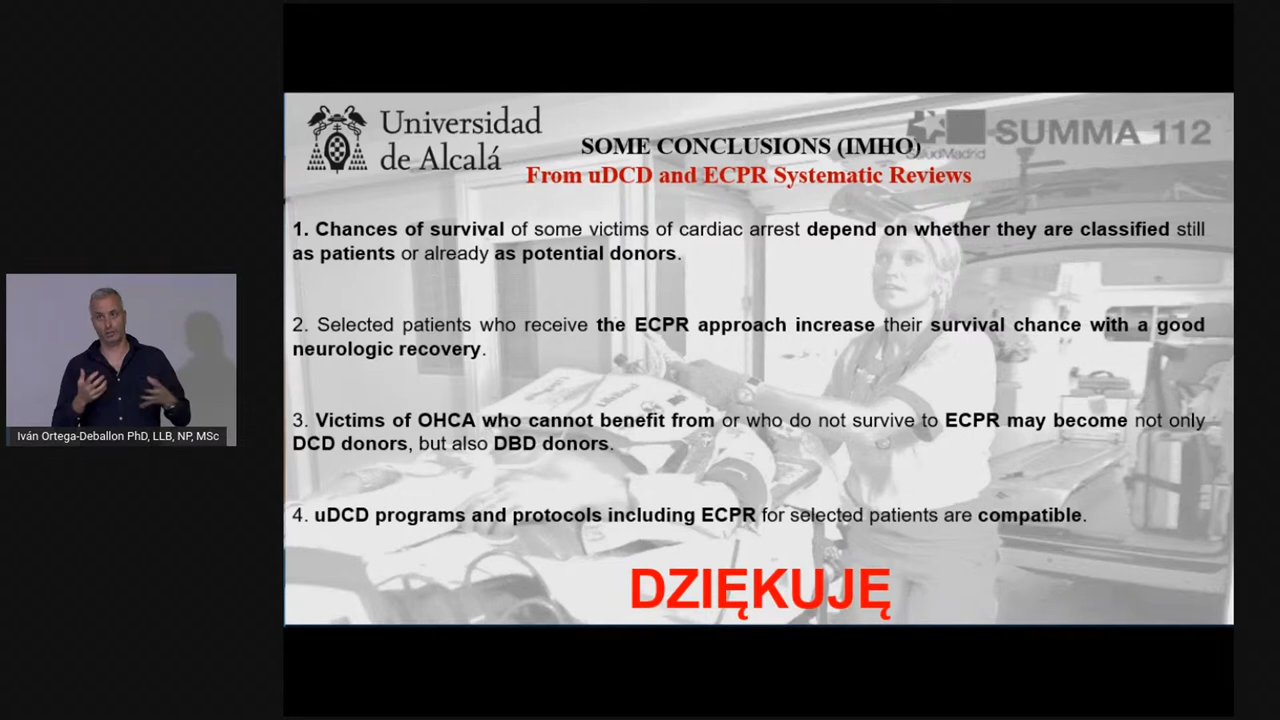 Universidad
de Alcalá
SUMMA 112
SaludMadrid
SOME CONCLUSIONS (IMHO)
From uDCD and ECPR Systematic Reviews
1. Chances of survival of some victims of cardiac arrest depend on whether they are classified still
as patients or already as potential donors.
2. Selected patients who receive the ECPR approach increase their survival chance with a good
neurologic recovery.
3. Victims of OHCA who cannot benefit from or who do not survive to ECPR may become not only
DCD donors, but also DBD donors.
4. uDCD programs and protocols including ECPR for selected patients are compatible.
DZIĘKUJĘ
Iván Ortega-Deballon PhD, LLB, NP, MSc